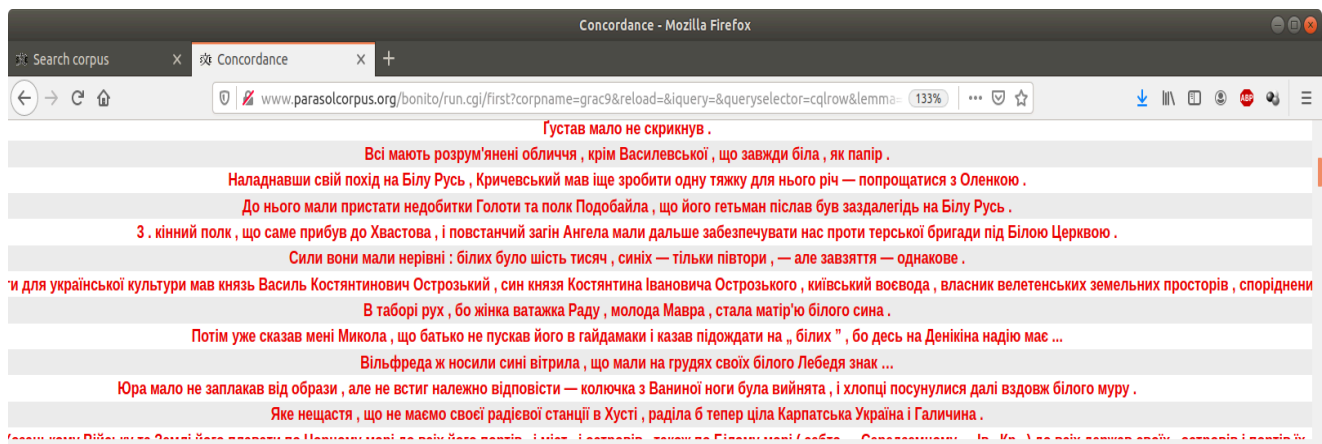 Concordance - Mozilla Firefox
Search corpus
Concordance
www.parasolcorpus.org/bonito/run.cgi/first?corpname=grac9&reload=&iquery=&queryselector=cqlrow&lemma= 133%
Ґустав мало не скрикнув .
Всі мають розрум'янені обличчя , крім Василевської , що завжди біла , як папір .
Наладнавши свій похід на Білу Русь , Кричевський мав іще зробити одну тяжку для нього річ — попрощатися з Оленкою .
До нього мали пристати недобитки Голоти та полк Подобайла , що його гетьман післав був заздалегідь на Білу Русь .
3 . кінний полк , що саме прибув до Хвастова , і повстанчий загін Ангела мали дальше забезпечувати нас проти терської бригади під Білою Церквою .
Сили вони мали нерівні : білих було шість тисяч , синіх — тільки півтори , — але завзяття — однакове .
ти для української культури мав князь Василь Костянтинович Острозький , син князя Костянтина Івановича Острозького , київський воєвода , власник велетенських земельних просторів , споріднени
В таборі рух , бо жінка ватажка Раду , молода Мавра , стала матір'ю білого сина .
Потім уже сказав мені Микола , що батько не пускав його в гайдамаки і казав підождати на „ білих ” , бо десь на Денікіна надію має ...
Вільфреда ж носили сині вітрила , що мали на грудях своїх білого Лебедя знак ...
Юра мало не заплакав від образи , але не встиг належно відповісти — колючка з Ваниної ноги була вийнята , і хлопці посунулися далі вздовж білого муру .
Яке нещастя , що не маємо своєї радієвої станції в Хусті , раділа б тепер ціла Карпатська Україна і Галичина .